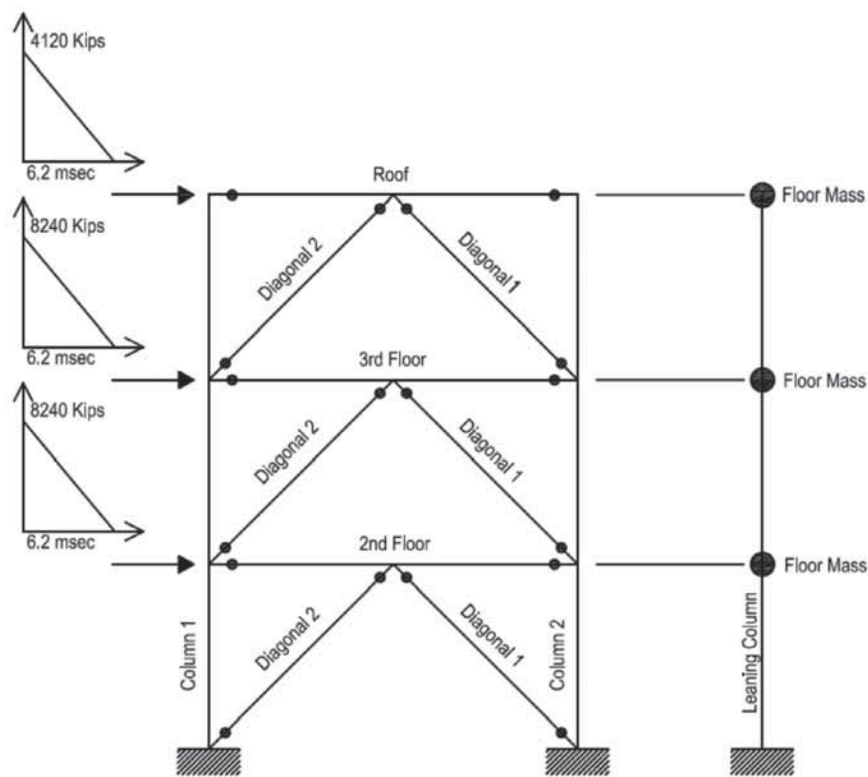 4120 Kips
6.2 msec
Roof
Floor Mass
8240 Kips
Diagonal 2
Diagonal 1
6.2 msec
3rd Floor
Floor Mass
8240 Kips
Diagonal 2
Diagonal 1
6.2 msec
2nd Floor
Floor Mass
Column 1
Diagonal 2
Diagonal 1
Column 2
Leaning Column